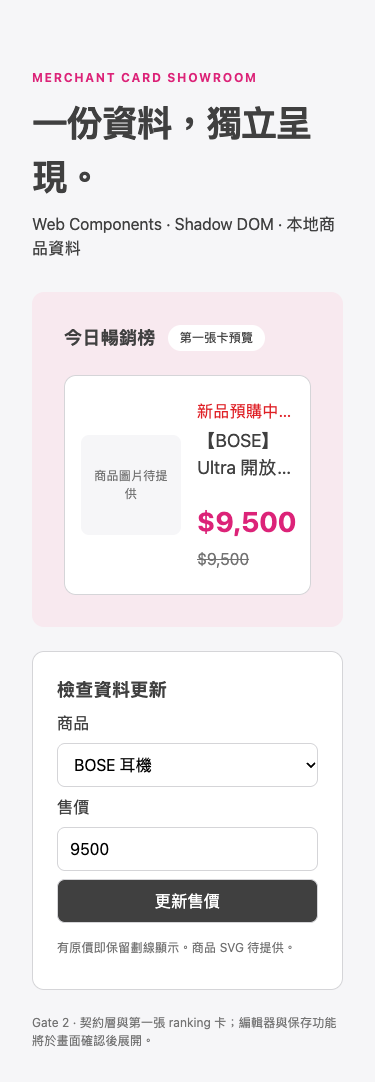 MERCHANT CARD SHOWROOM
一份資料，獨立呈
現。
Web Components · Shadow DOM · 本地商
品資料
今日暢銷榜
第一張卡預覽
商品圖片待提
供
新品預購中...
【BOSE】
Ultra 開放...
$9,500
$9,500
檢查資料更新
商品
BOSE 耳機
售價
9500
更新售價
有原價即保留劃線顯示。商品 SVG 待提供。
Gate 2 · 契約層與第一張 ranking 卡；編輯器與保存功能
將於畫面確認後展開。